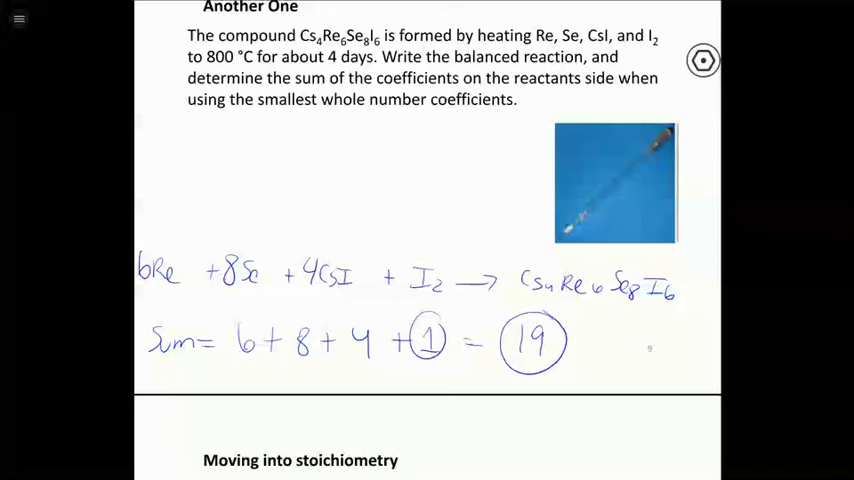 Another One
The compound Cs₄Re₆Se₈I₆ is formed by heating Re, Se, CsI, and I₂
to 800 °C for about 4 days. Write the balanced reaction, and
determine the sum of the coefficients on the reactants side when
using the smallest whole number coefficients.
6Re + 8Se + 4CsI + I₂ → Cs₄Re₆Se₈I₆
Sum = 6 + 8 + 4 + 1 = 19
9
Moving into stoichiometry